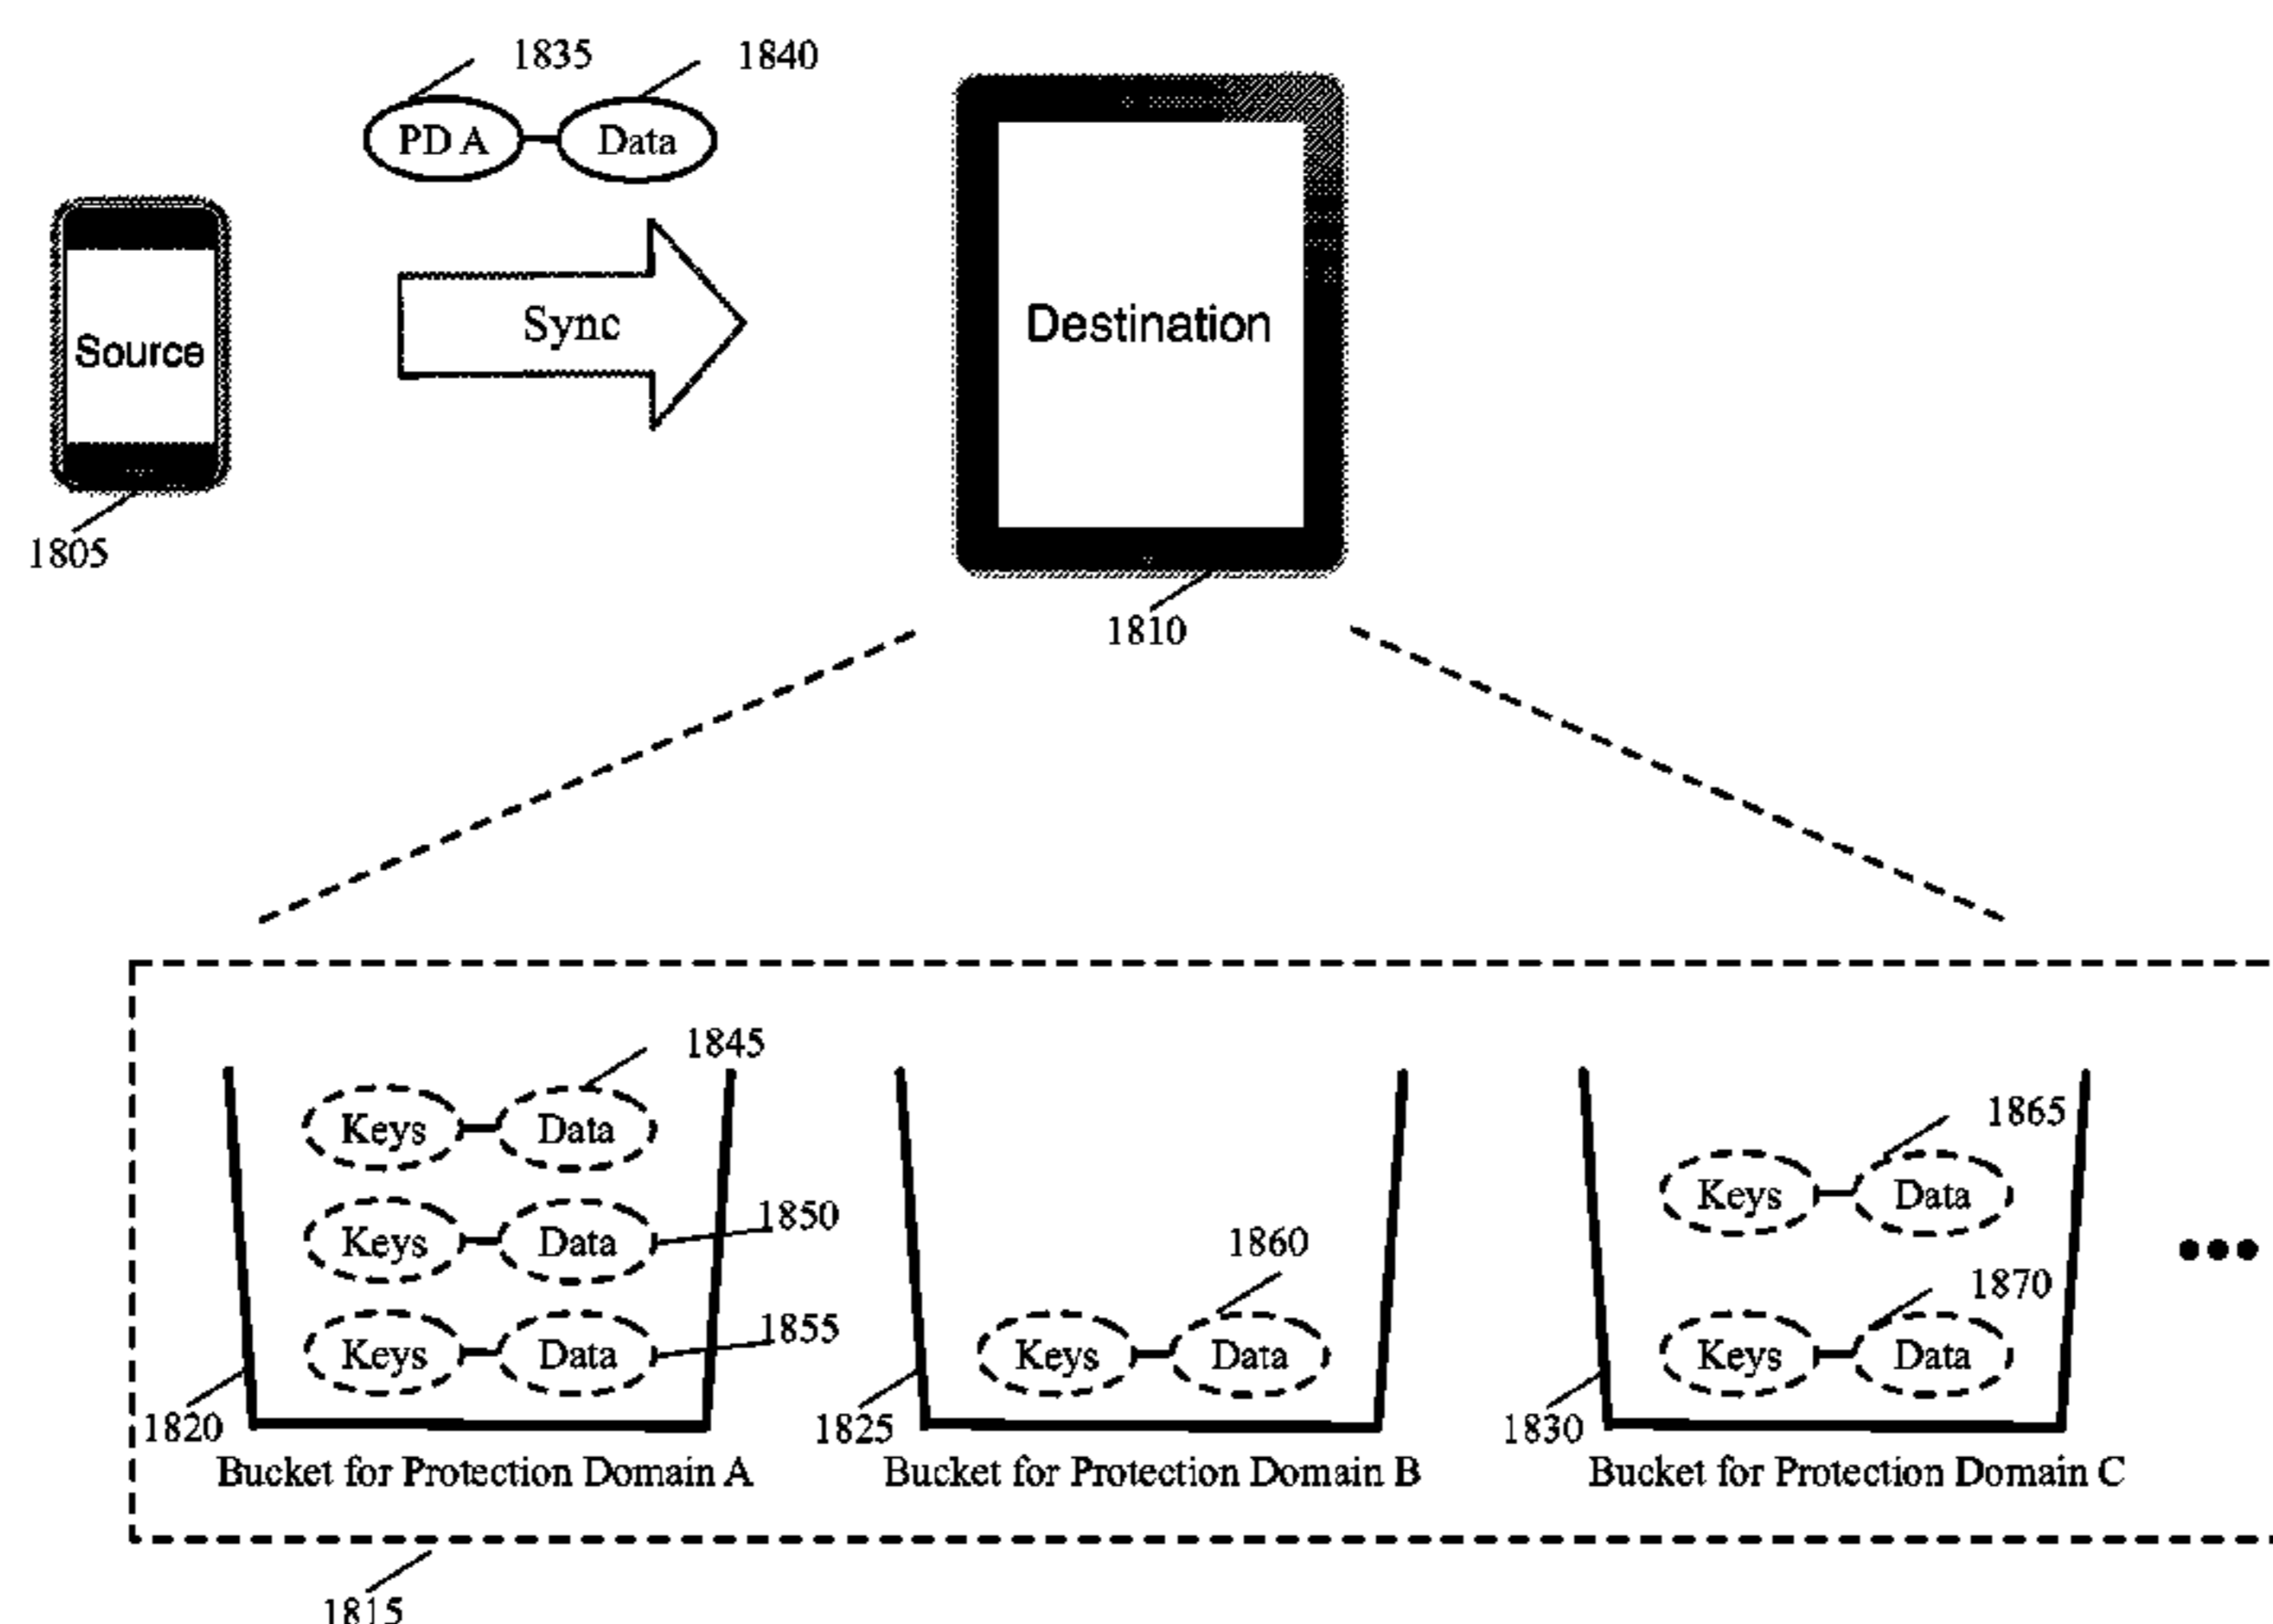 1835
1840
PD A
Data
Sync
Source
Destination
1805
1810
1845
Keys
Data
1865
Keys
Data
1850
Keys
Data
1860
1870
1855
Keys
Data
Keys
Data
Keys
Data
1820
1825
1830
Bucket for Protection Domain A
Bucket for Protection Domain B
Bucket for Protection Domain C
1815